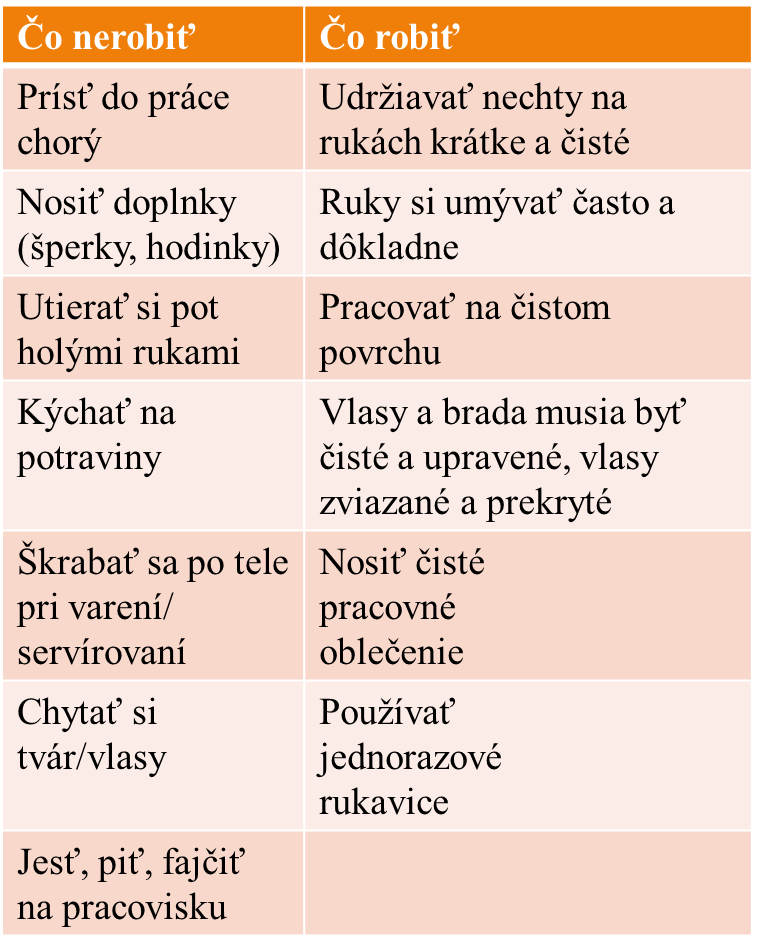 Čo nerobiť
Čo robiť
Prísť do práce
chorý
Udržiavať nechty na
rukách krátke a čisté
Nosiť doplnky
(šperky, hodinky)
Ruky si umývať často a
dôkladne
Utierať si pot
holými rukami
Pracovať na čistom
povrchu
Kýchať na
potraviny
Vlasy a brada musia byť
čisté a upravené, vlasy
zviazané a prekryté
Škrabať sa po tele
pri varení/
servírovaní
Nosiť čisté
pracovné
oblečenie
Chytať si
tvár/vlasy
Používať
jednorazové
rukavice
Jesť, piť, fajčiť
na pracovisku